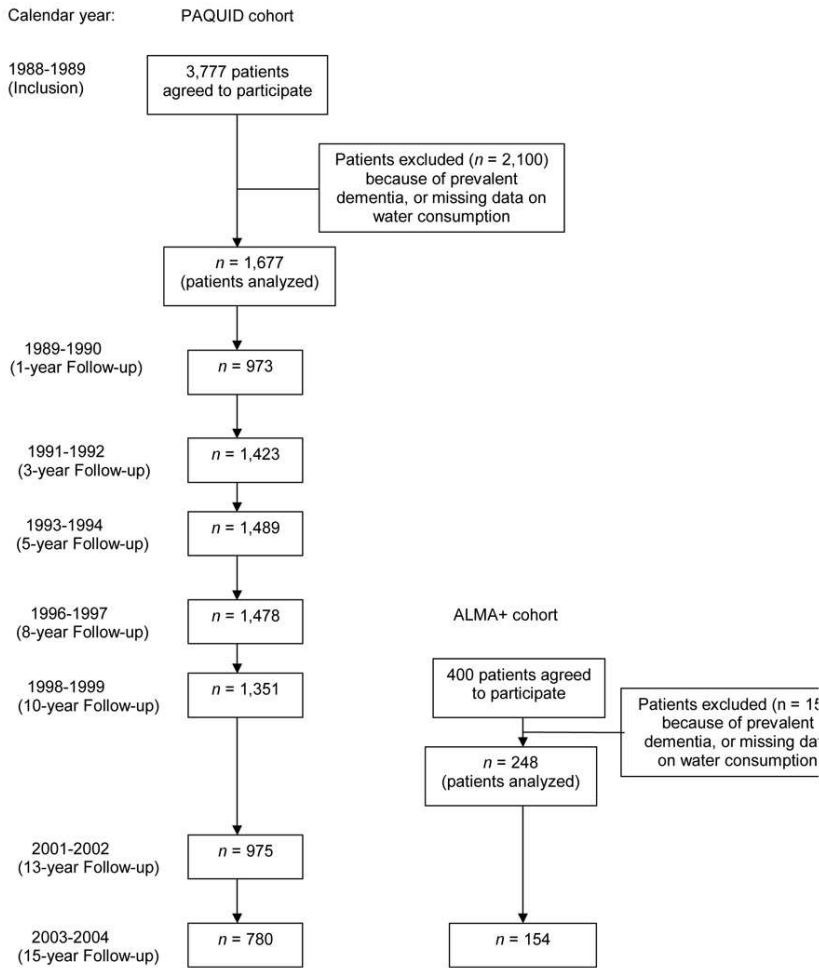 Calendar year:
PAQUID cohort
1988-1989
(Inclusion)
3,777 patients
agreed to participate
Patients excluded (n = 2,100)
because of prevalent
dementia, or missing data on
water consumption
n = 1,677
(patients analyzed)
1989-1990
(1-year Follow-up)
n = 973
1991-1992
(3-year Follow-up)
n = 1,423
1993-1994
(5-year Follow-up)
n = 1,489
1996-1997
(8-year Follow-up)
n = 1,478
ALMA+ cohort
1998-1999
(10-year Follow-up)
n = 1,351
400 patients agreed
to participate
Patients excluded (n = 15
because of prevalent
dementia, or missing dat
on water consumption
n = 248
(patients analyzed)
2001-2002
(13-year Follow-up)
n = 975
2003-2004
(15-year Follow-up)
n = 780
n = 154